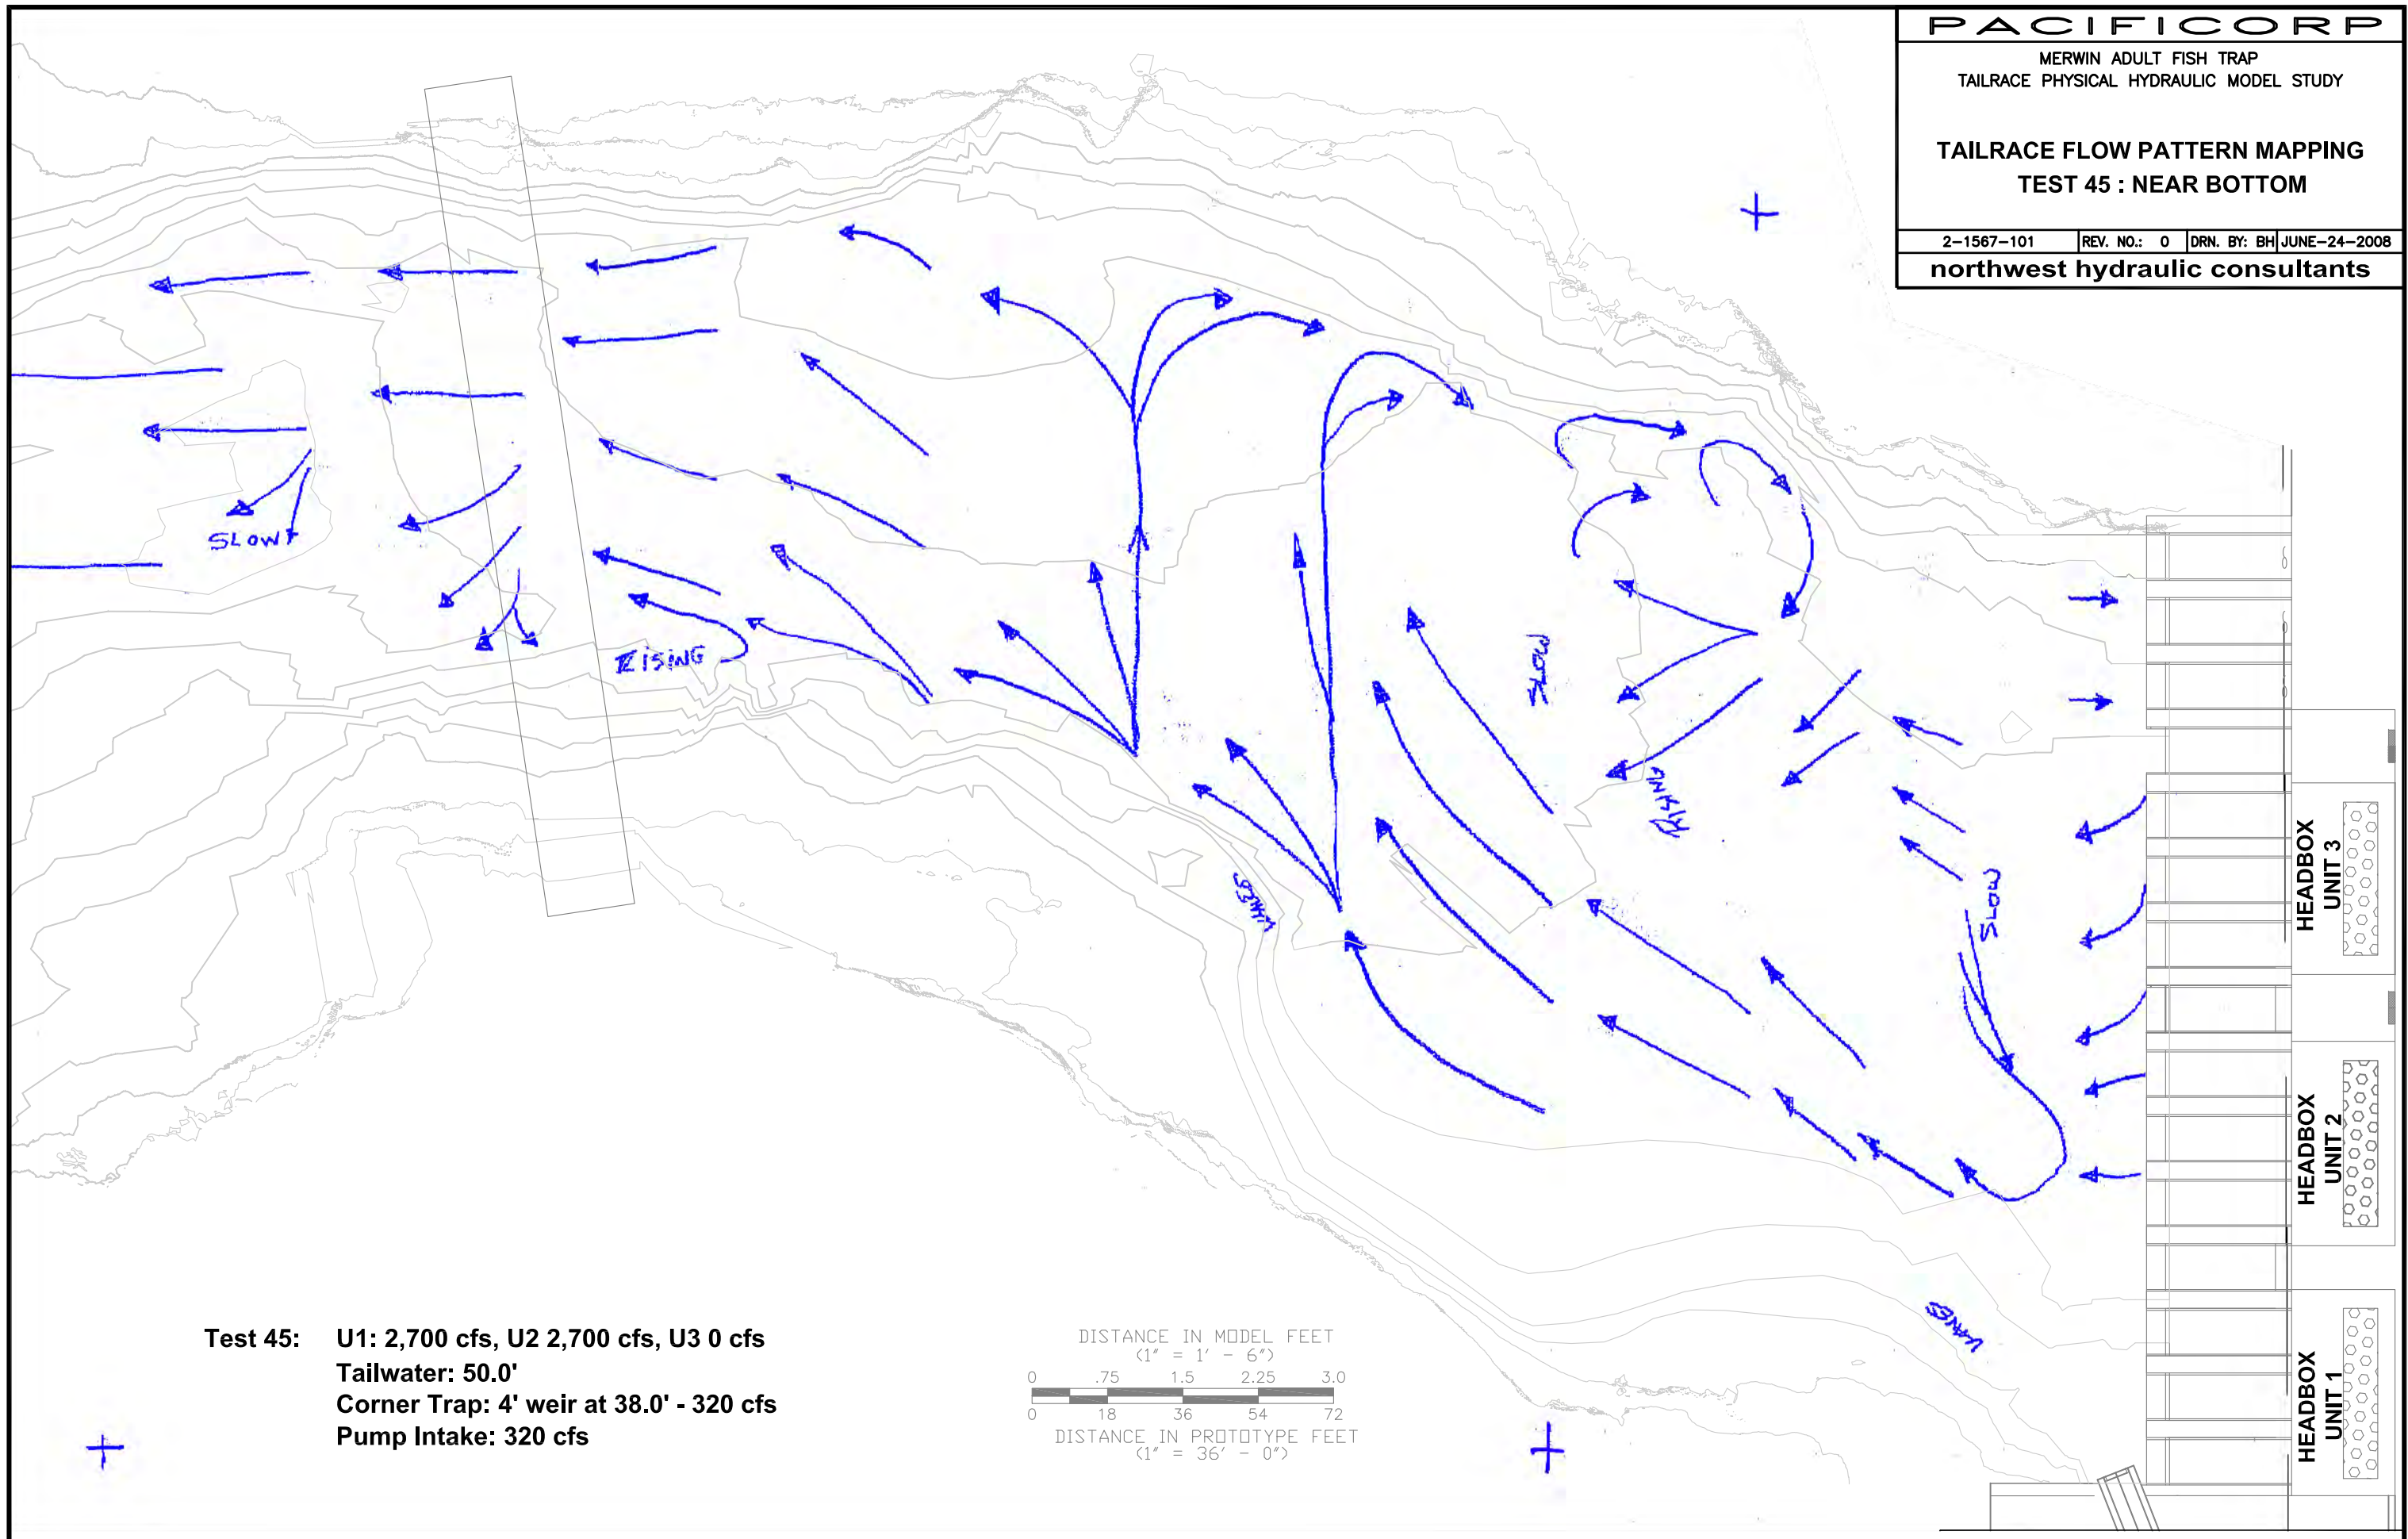 PACIFICORP
MERWIN ADULT FISH TRAP
TAILRACE PHYSICAL HYDRAULIC MODEL STUDY
TAILRACE FLOW PATTERN MAPPING
TEST 45 : NEAR BOTTOM
2-1567-101 REV. NO.: 0 DRN. BY: BH JUNE-24-2008
northwest hydraulic consultants
SLOW
RISING
SLOW
RISING
SLOW
HEADBOX
UNIT 3
HEADBOX
UNIT 2
HEADBOX
UNIT 1
Test 45: U1: 2,700 cfs, U2 2,700 cfs, U3 0 cfs
Tailwater: 50.0'
Corner Trap: 4' weir at 38.0' - 320 cfs
Pump Intake: 320 cfs
DISTANCE IN MODEL FEET
(1" = 1' - 6")
0 .75 1.5 2.25 3.0
0 18 36 54 72
DISTANCE IN PROTOTYPE FEET
(1" = 36' - 0")